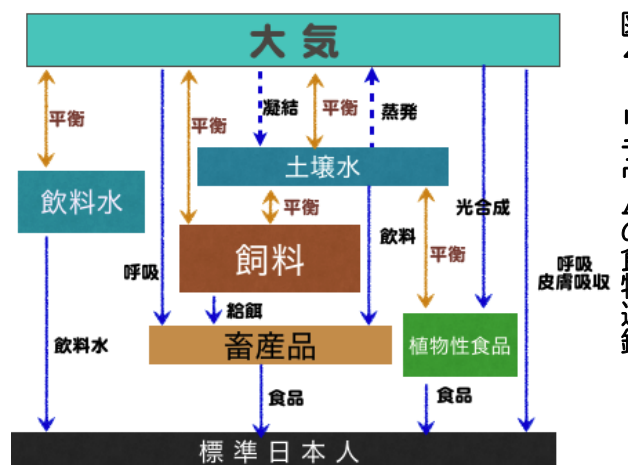 大気
凝結
平衡
蒸発
平衡
平衡
土壌水
飲料水
平衡
光合成
飲料
飼料
平衡
呼吸
呼吸
皮膚吸収
給餌
畜産品
植物性食品
飲料水
食品
食品
標準日本人